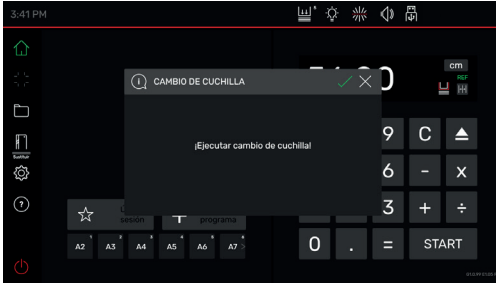 3:41 PM
cm
REF
CAMBIO DE CUCHILLA
¡Ejecutar cambio de cuchilla!
Sustituir
sesión
programa
A2 A3 A4 A5 A6 A7
9 C
6 - x
3 + ÷
0 . = START